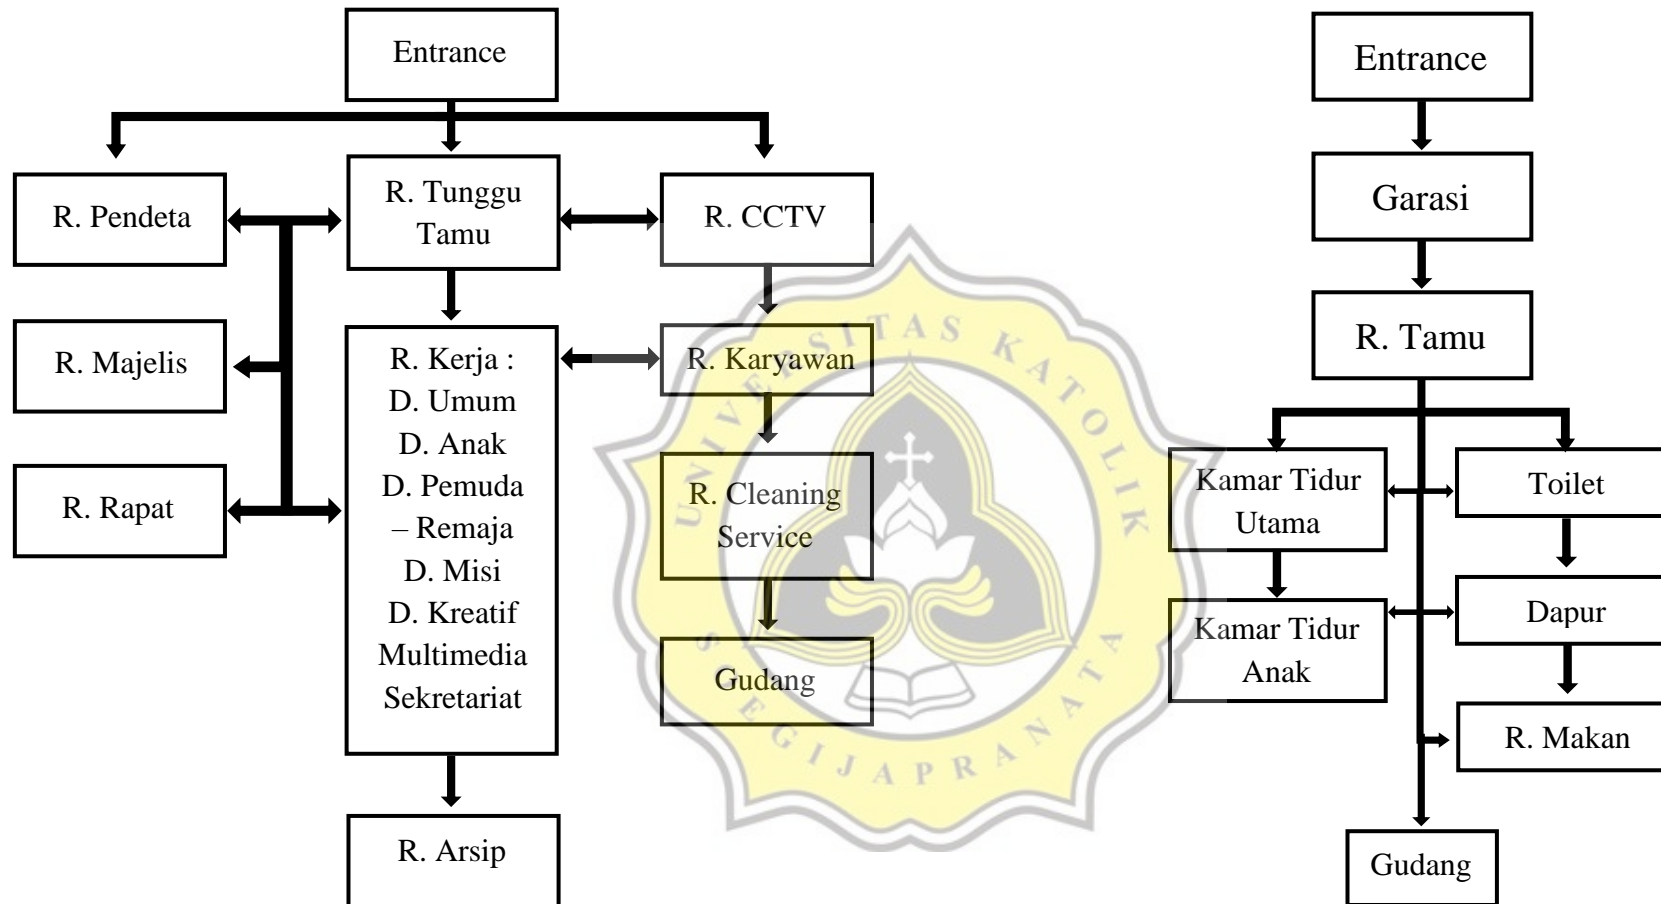 Entrance
R. Pendeta
R. Tunggu
Tamu
R. CCTV
R. Majelis
R. Kerja :
D. Umum
D. Anak
D. Pemuda
– Remaja
D. Misi
D. Kreatif
Multimedia
Sekretariat
R. Karyawan
R. Rapat
R. Cleaning
Service
Gudang
R. Arsip
UNIVERSITAS KATOLIK
SOEGIJAPRANATA
Entrance
Garasi
R. Tamu
Kamar Tidur
Utama
Toilet
Kamar Tidur
Anak
Dapur
R. Makan
Gudang